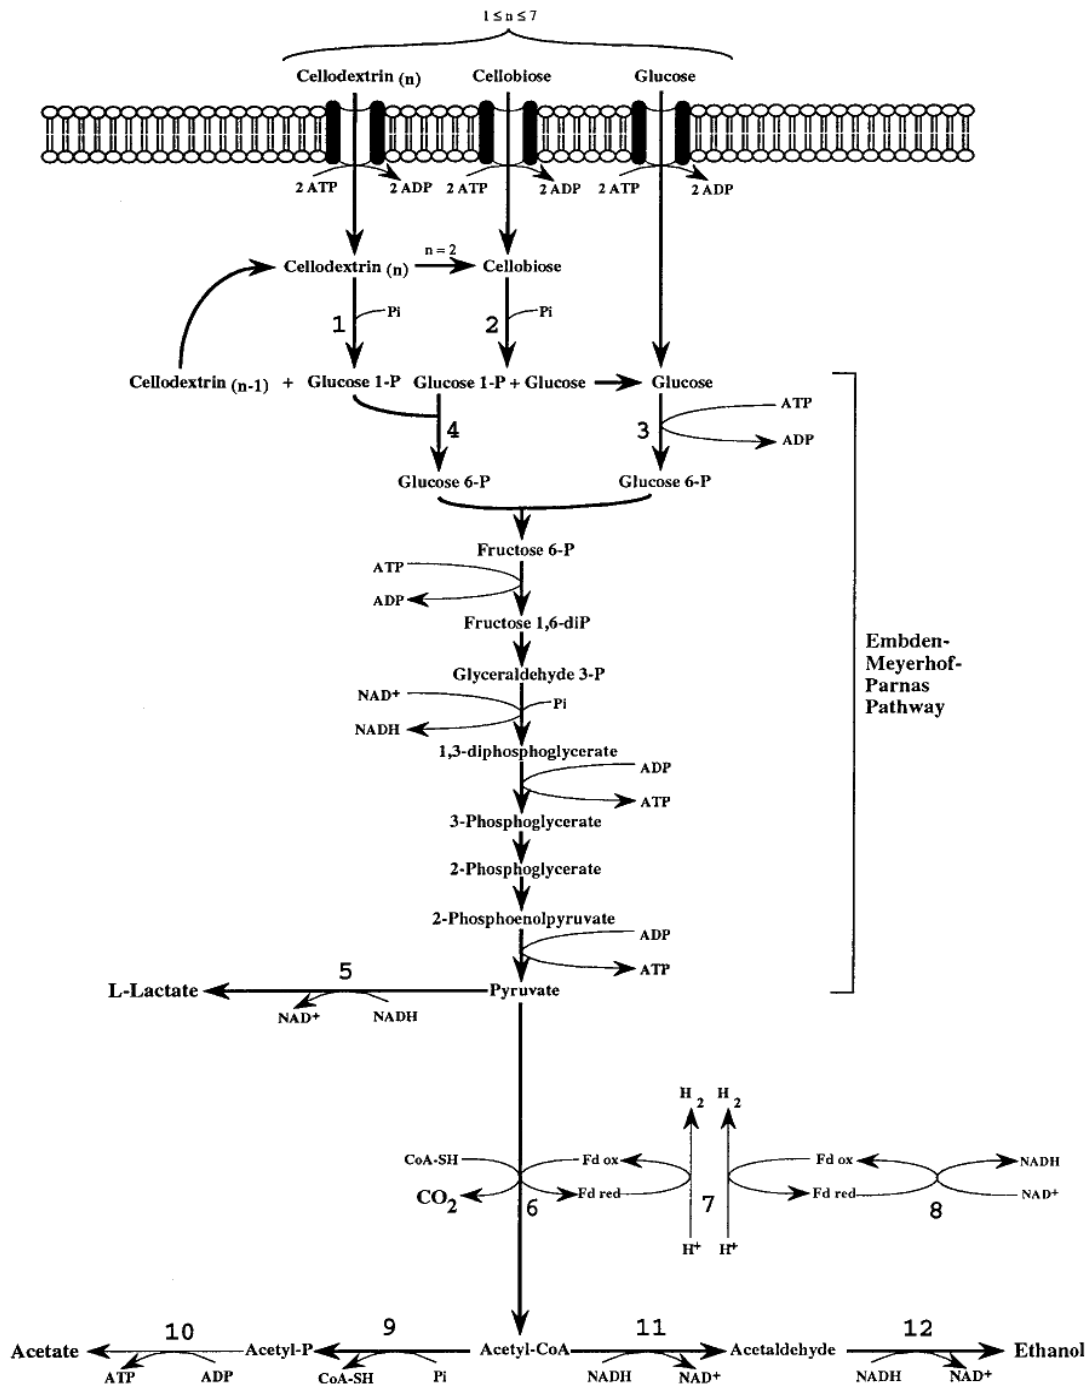 1 ≤ n ≤ 7
Cellodextrin (n) Cellobiose Glucose
2 ATP 2 ADP 2 ATP 2 ADP 2 ATP 2 ADP
n = 2
Cellodextrin (n) Cellobiose
1 Pi 2 Pi
Cellodextrin (n-1) + Glucose 1-P Glucose 1-P + Glucose Glucose
ATP
4 3
ADP
Glucose 6-P Glucose 6-P
Fructose 6-P
ATP
ADP
Fructose 1,6-diP
Embden-
Meyerhof-
Parnas
Pathway
Glyceraldehyde 3-P
NAD+ Pi
NADH
1,3-diphosphoglycerate
ADP
ATP
3-Phosphoglycerate
2-Phosphoglycerate
2-Phosphoenolpyruvate
ADP
ATP
5
L-Lactate Pyruvate
NAD+ NADH
H2 H2
CoA-SH Fd ox Fd ox NADH
CO2 Fd red Fd red NAD+
6 7 8
H+ H+
10 9 11 12
Acetate Acetyl-P Acetyl-CoA Acetaldehyde Ethanol
ATP ADP CoA-SH Pi NADH NAD+ NADH NAD+